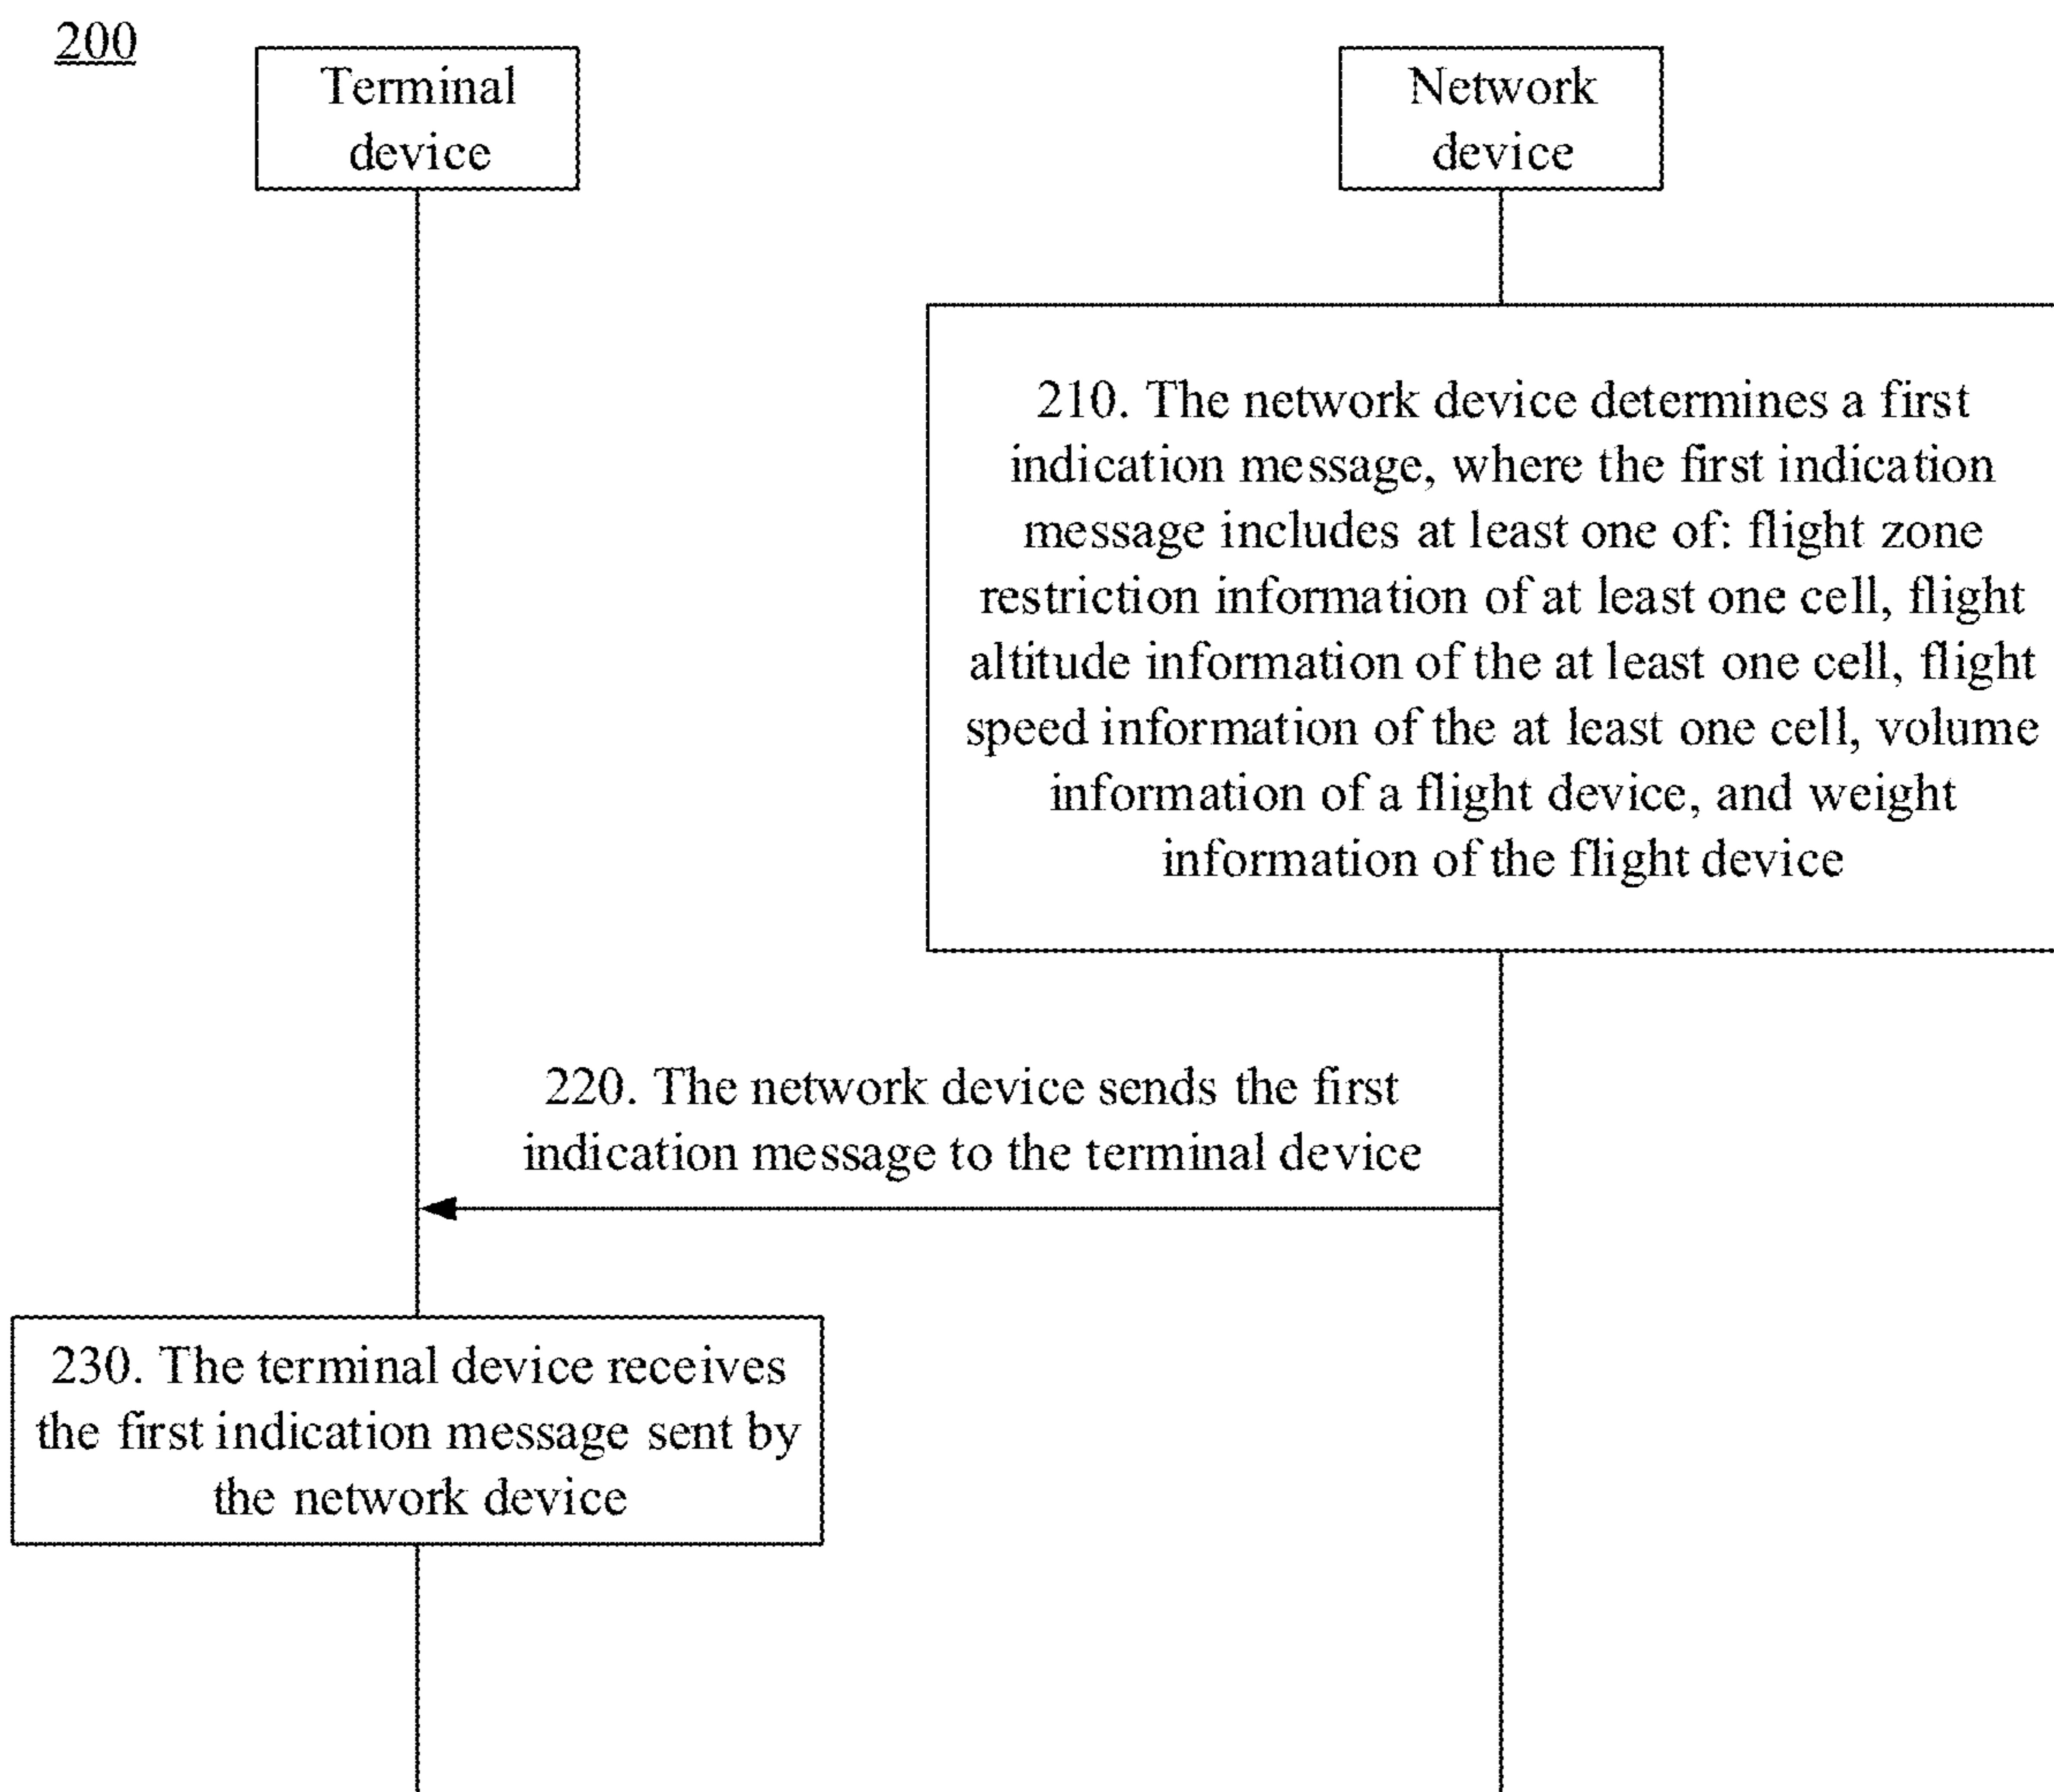 200
Terminal
device
Network
device
210. The network device determines a first
indication message, where the first indication
message includes at least one of: flight zone
restriction information of at least one cell, flight
altitude information of the at least one cell, flight
speed information of the at least one cell, volume
information of a flight device, and weight
information of the flight device
220. The network device sends the first
indication message to the terminal device
230. The terminal device receives
the first indication message sent by
the network device